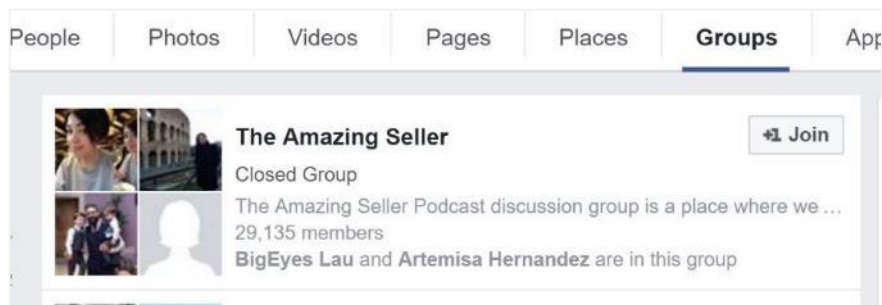 People Photos Videos Pages Places Groups App
The Amazing Seller
+1 Join
Closed Group
The Amazing Seller Podcast discussion group is a place where we ...
29,135 members
BigEyes Lau and Artemisa Hernandez are in this group